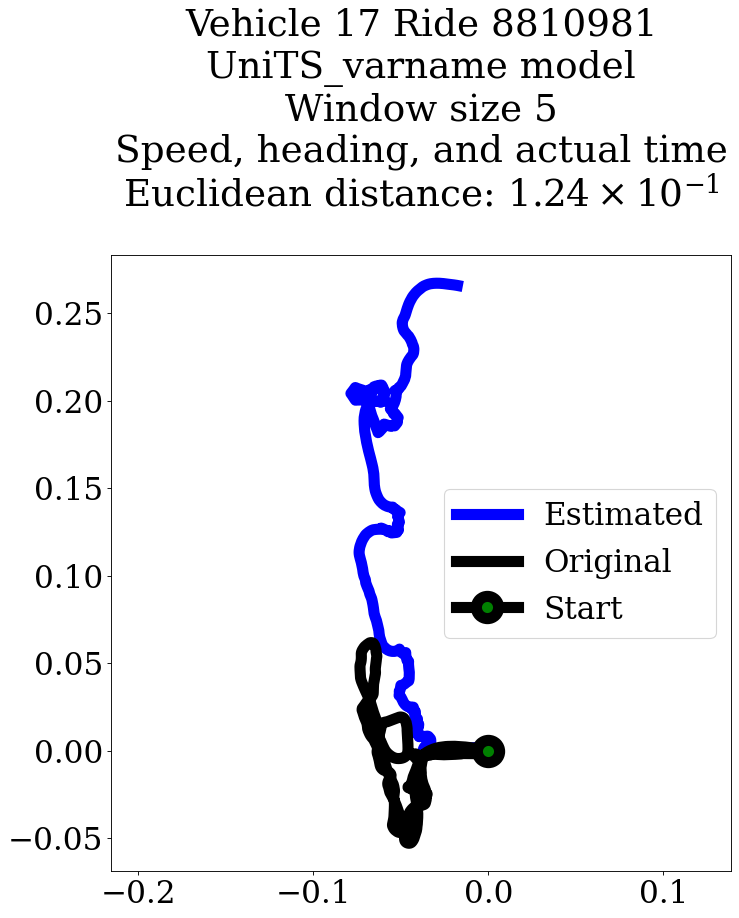 Vehicle 17 Ride 8810981
UniTS_varname model
Window size 5
Speed, heading, and actual time
Euclidean distance: 1.24 × 10⁻¹
0.25
0.20
0.15
0.10
0.05
0.00
−0.05
−0.2
−0.1
0.0
0.1
Estimated
Original
Start